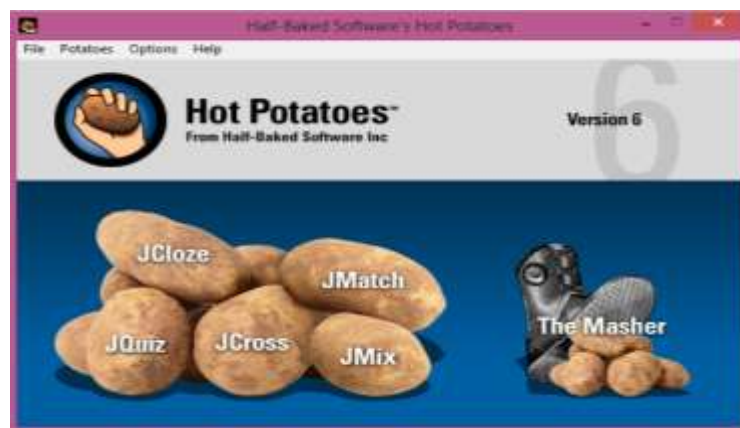 Half-Baked Software's Hot Potatoes
File Potatoes Options Help
Hot Potatoes™
From Half-Baked Software Inc
Version 6
6
JCloze
JMatch
JQuiz
JCross
JMix
The Masher